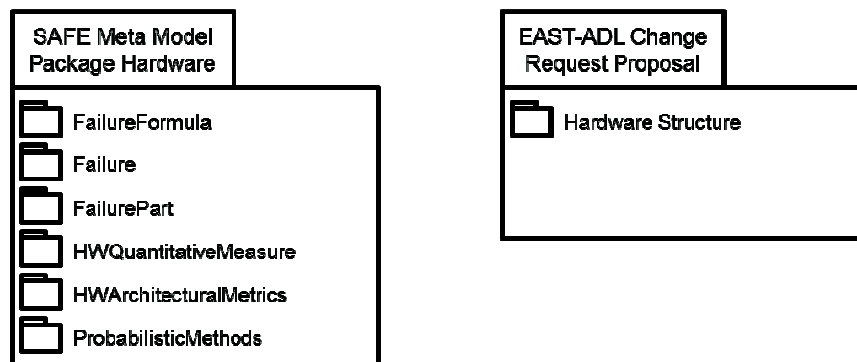 SAFE Meta Model
Package Hardware
FailureFormula
Failure
FailurePart
HWQuantitativeMeasure
HWArchitecturalMetrics
ProbabilisticMethods
EAST-ADL Change
Request Proposal
Hardware Structure